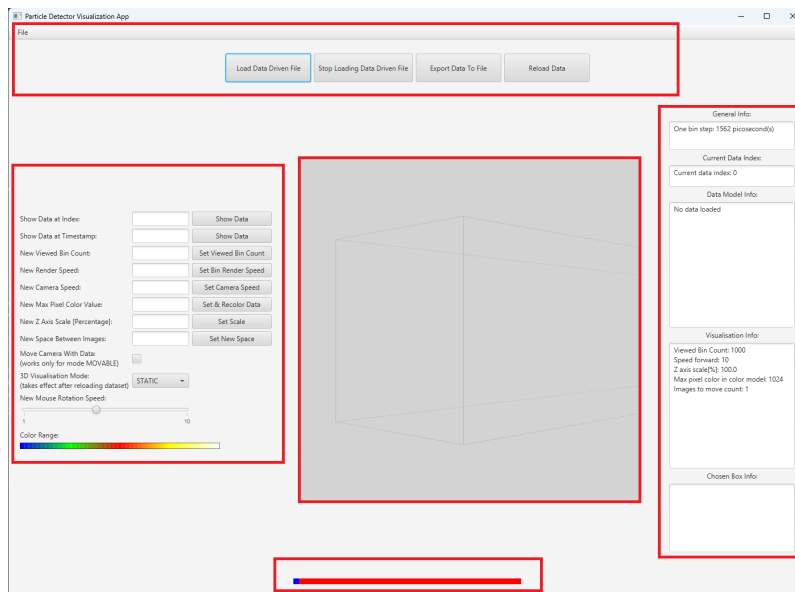 Particle Detector Visualization App
File
Load Data Driven File
Stop Loading Data Driven File
Export Data To File
Reload Data
General Info:
One bin step: 1562 picosecond(s)
Current Data Index:
Current data index: 0
Data Model Info:
No data loaded
Show Data at Index:
Show Data
Show Data at Timestamp:
Show Data
New Viewed Bin Count:
Set Viewed Bin Count
New Render Speed:
Set Bin Render Speed
New Camera Speed:
Set Camera Speed
New Max Pixel Color Value:
Set & Recolor Data
New Z Axis Scale [Percentage]:
Set Scale
New Space Between Images:
Set New Space
Move Camera With Data:
(works only for mode MOVABLE)
3D Visualisation Mode:
(takes effect after reloading dataset)
STATIC
New Mouse Rotation Speed:
1
10
Color Range:
Visualisation Info:
Viewed Bin Count: 1000
Speed forward: 10
Z axis scale[%]: 100.0
Max pixel color in color model: 1024
Images to move count: 1
Chosen Box Info: